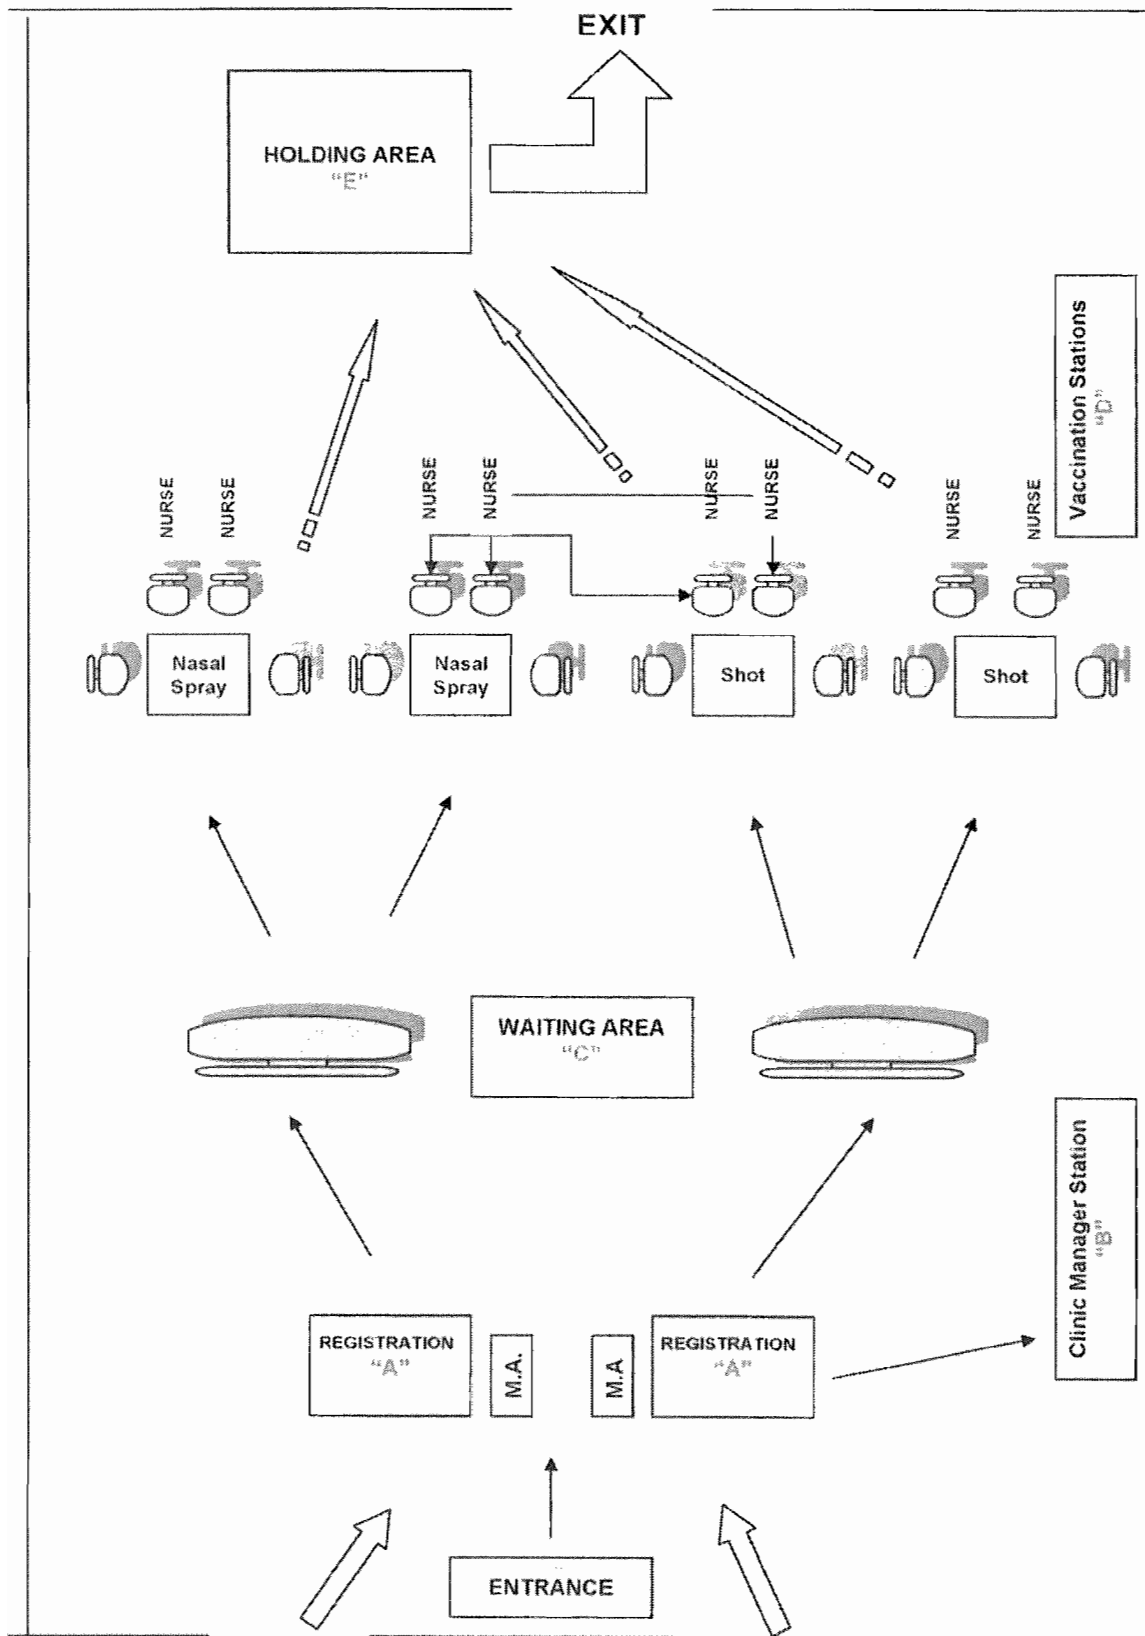 EXIT
HOLDING AREA
"E"
Vaccination Stations
"D"
NURSE
NURSE
NURSE
NURSE
NURSE
NURSE
NURSE
NURSE
Nasal
Spray
Nasal
Spray
Shot
Shot
WAITING AREA
"C"
Clinic Manager Station
"B"
REGISTRATION
"A"
M.A.
M.A
REGISTRATION
"A"
ENTRANCE